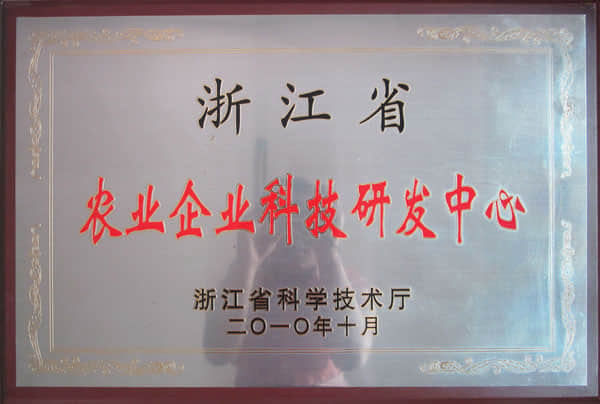 浙江省
农业企业科技研发中心
浙江省科学技术厅
二〇一〇年十月